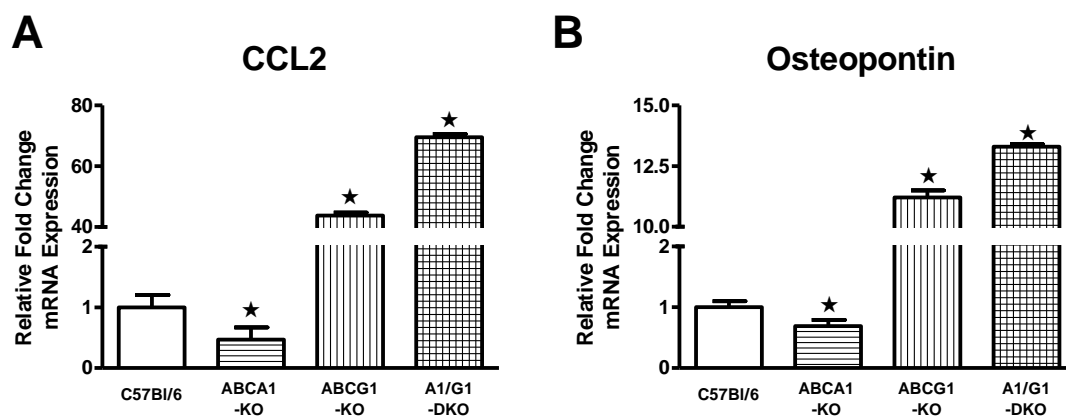 A
CCL2
Relative Fold Change
mRNA Expression
80
60
40
2
1
0
C57Bl/6
ABCA1
-KO
ABCG1
-KO
A1/G1
-DKO
B
Osteopontin
Relative Fold Change
mRNA Expression
15.0
12.5
10.0
2
1
0
C57Bl/6
ABCA1
-KO
ABCG1
-KO
A1/G1
-DKO